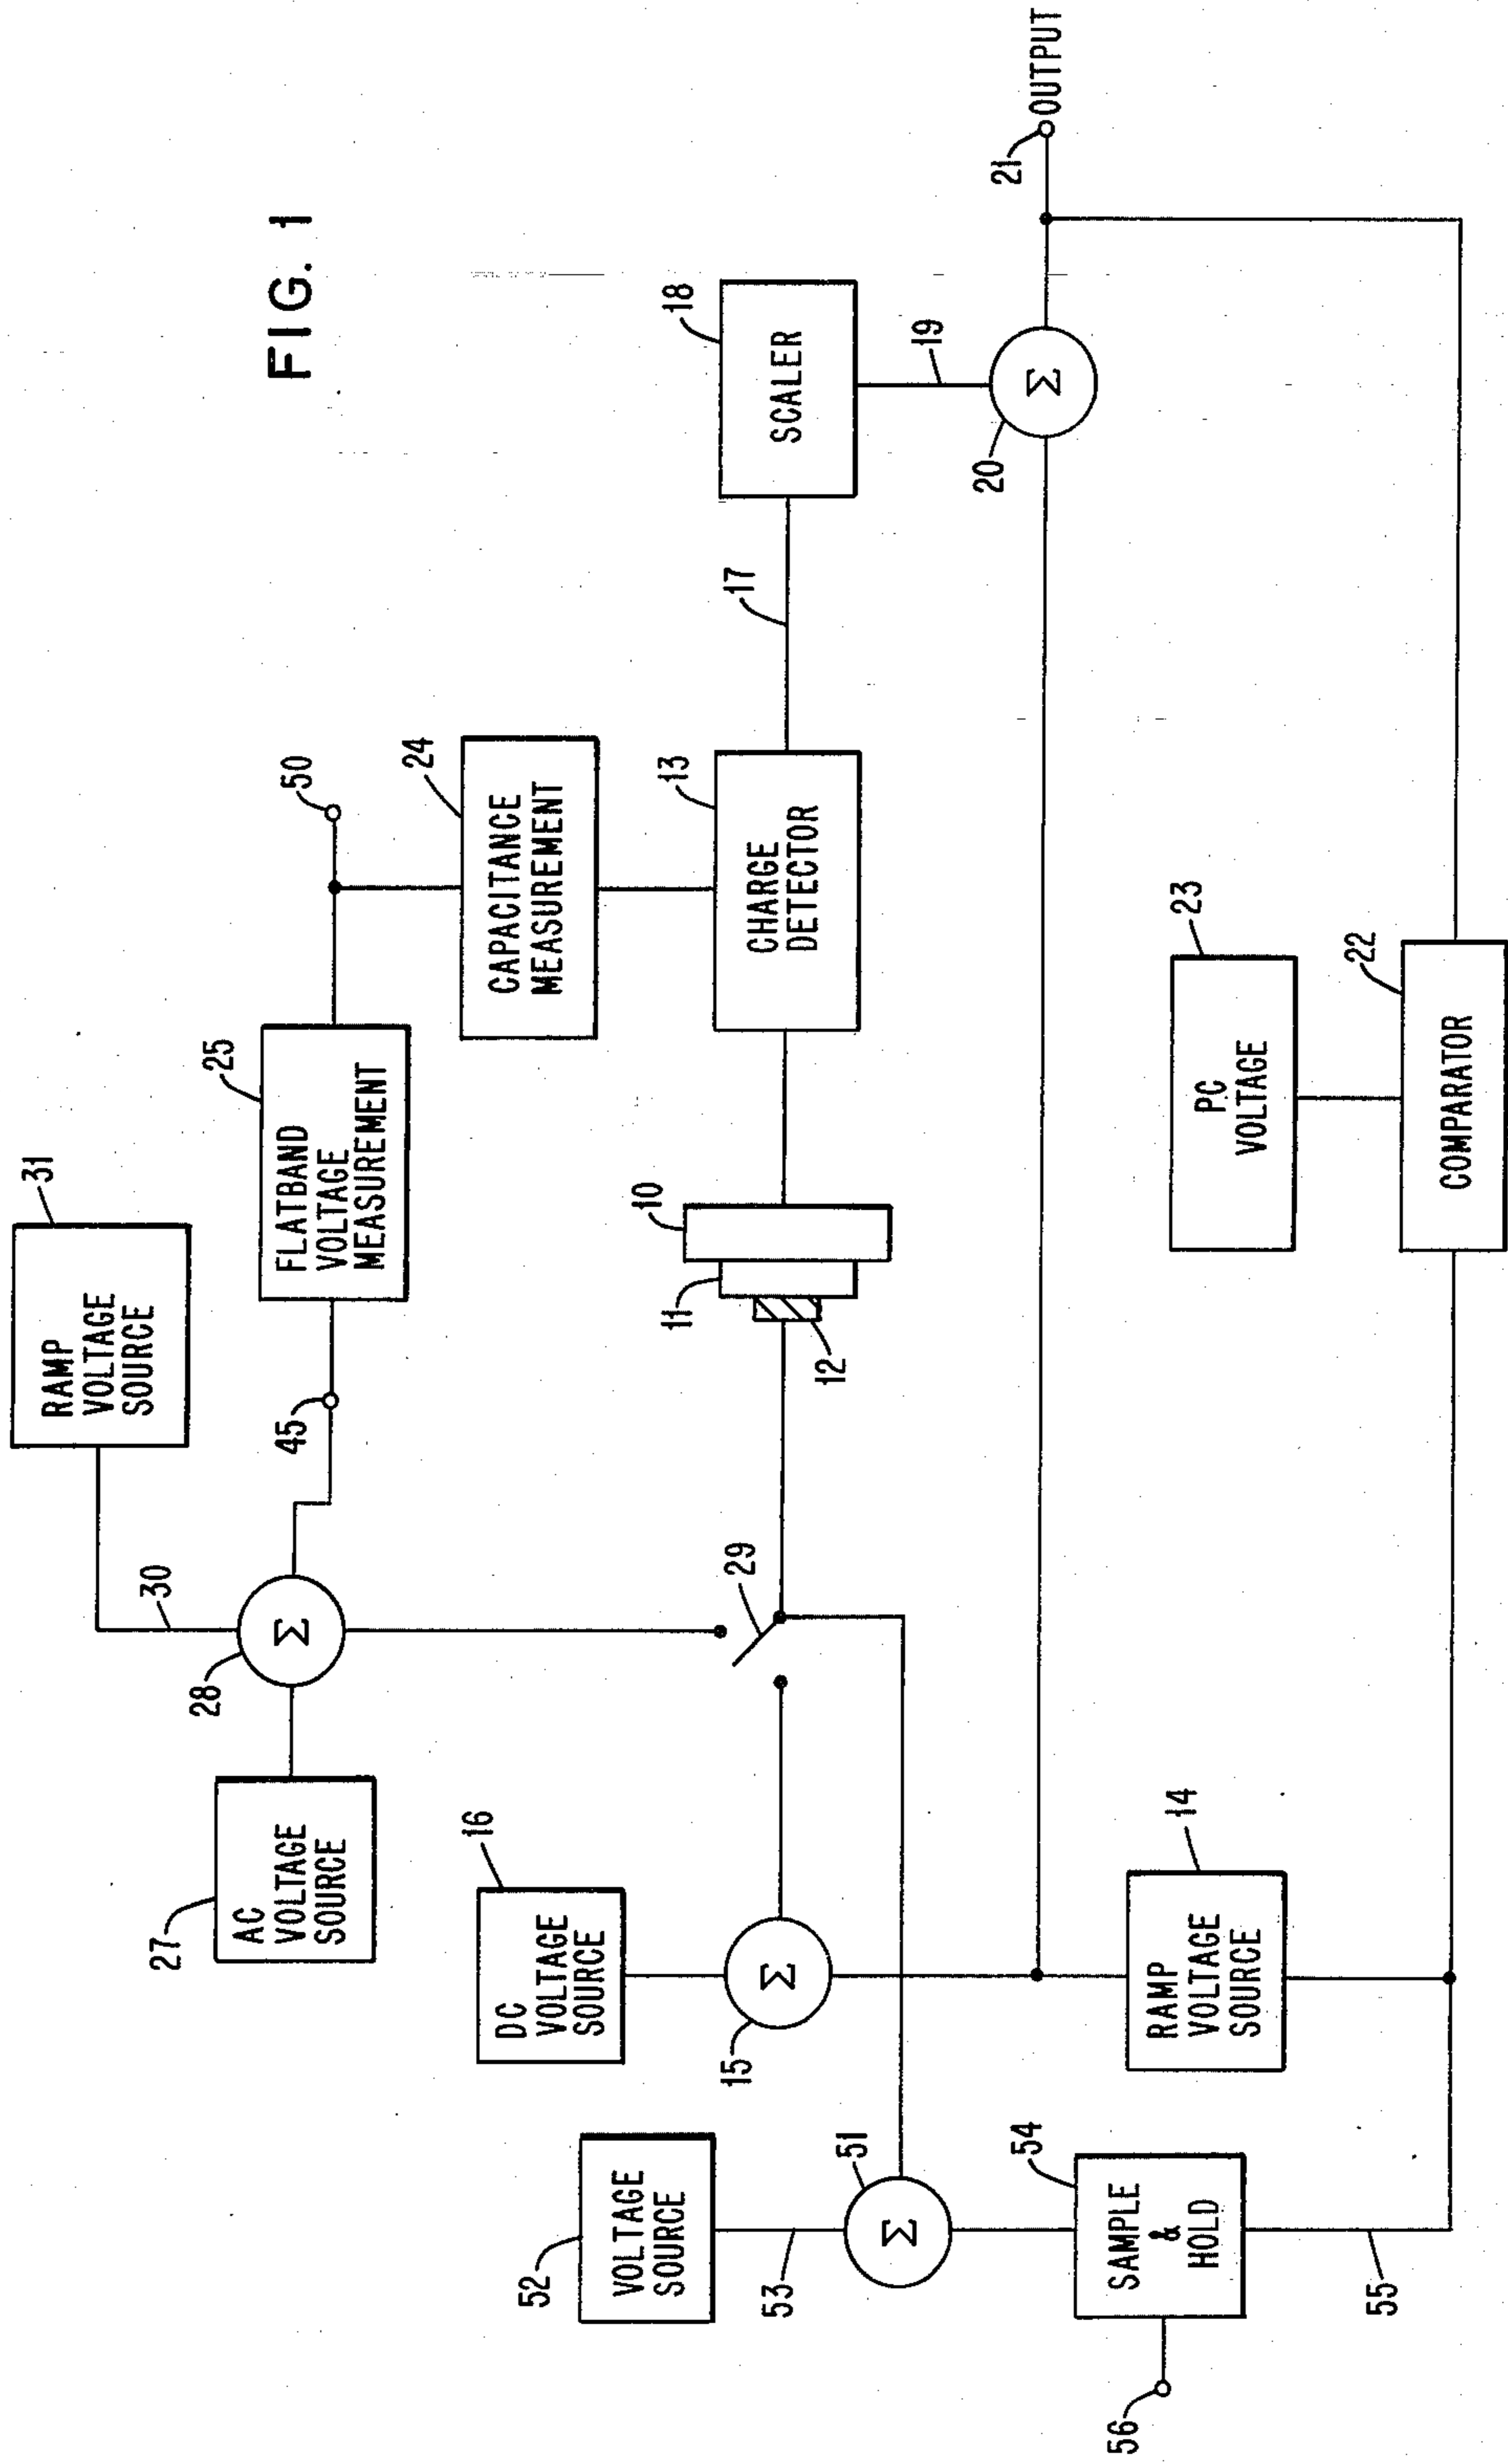 FIG. 1
31
RAMP
VOLTAGE
SOURCE
30
28
Σ
27
AC
VOLTAGE
SOURCE
45
25
FLATBAND
VOLTAGE
MEASUREMENT
50
24
CAPACITANCE
MEASUREMENT
16
DC
VOLTAGE
SOURCE
15
Σ
29
12
11
10
13
CHARGE
DETECTOR
17
18
SCALER
19
20
Σ
21
OUTPUT
52
VOLTAGE
SOURCE
53
51
Σ
54
SAMPLE
&
HOLD
56
55
14
RAMP
VOLTAGE
SOURCE
23
PC
VOLTAGE
22
COMPARATOR